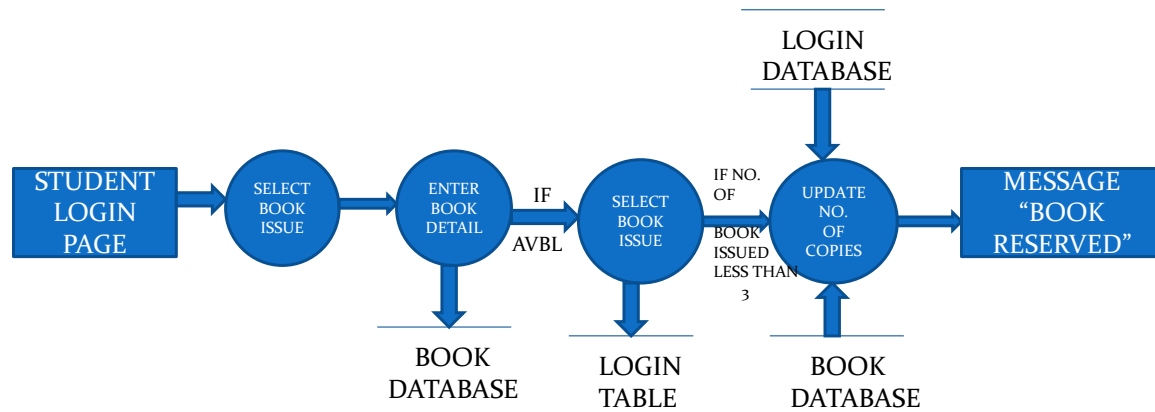 LOGIN
DATABASE
STUDENT
LOGIN
PAGE
SELECT
BOOK
ISSUE
ENTER
BOOK
DETAIL
IF
AVBL
SELECT
BOOK
ISSUE
IF NO.
OF
BOOK
ISSUED
LESS THAN
3
UPDATE
NO.
OF
COPIES
MESSAGE
“BOOK
RESERVED”
BOOK
DATABASE
LOGIN
TABLE
BOOK
DATABASE